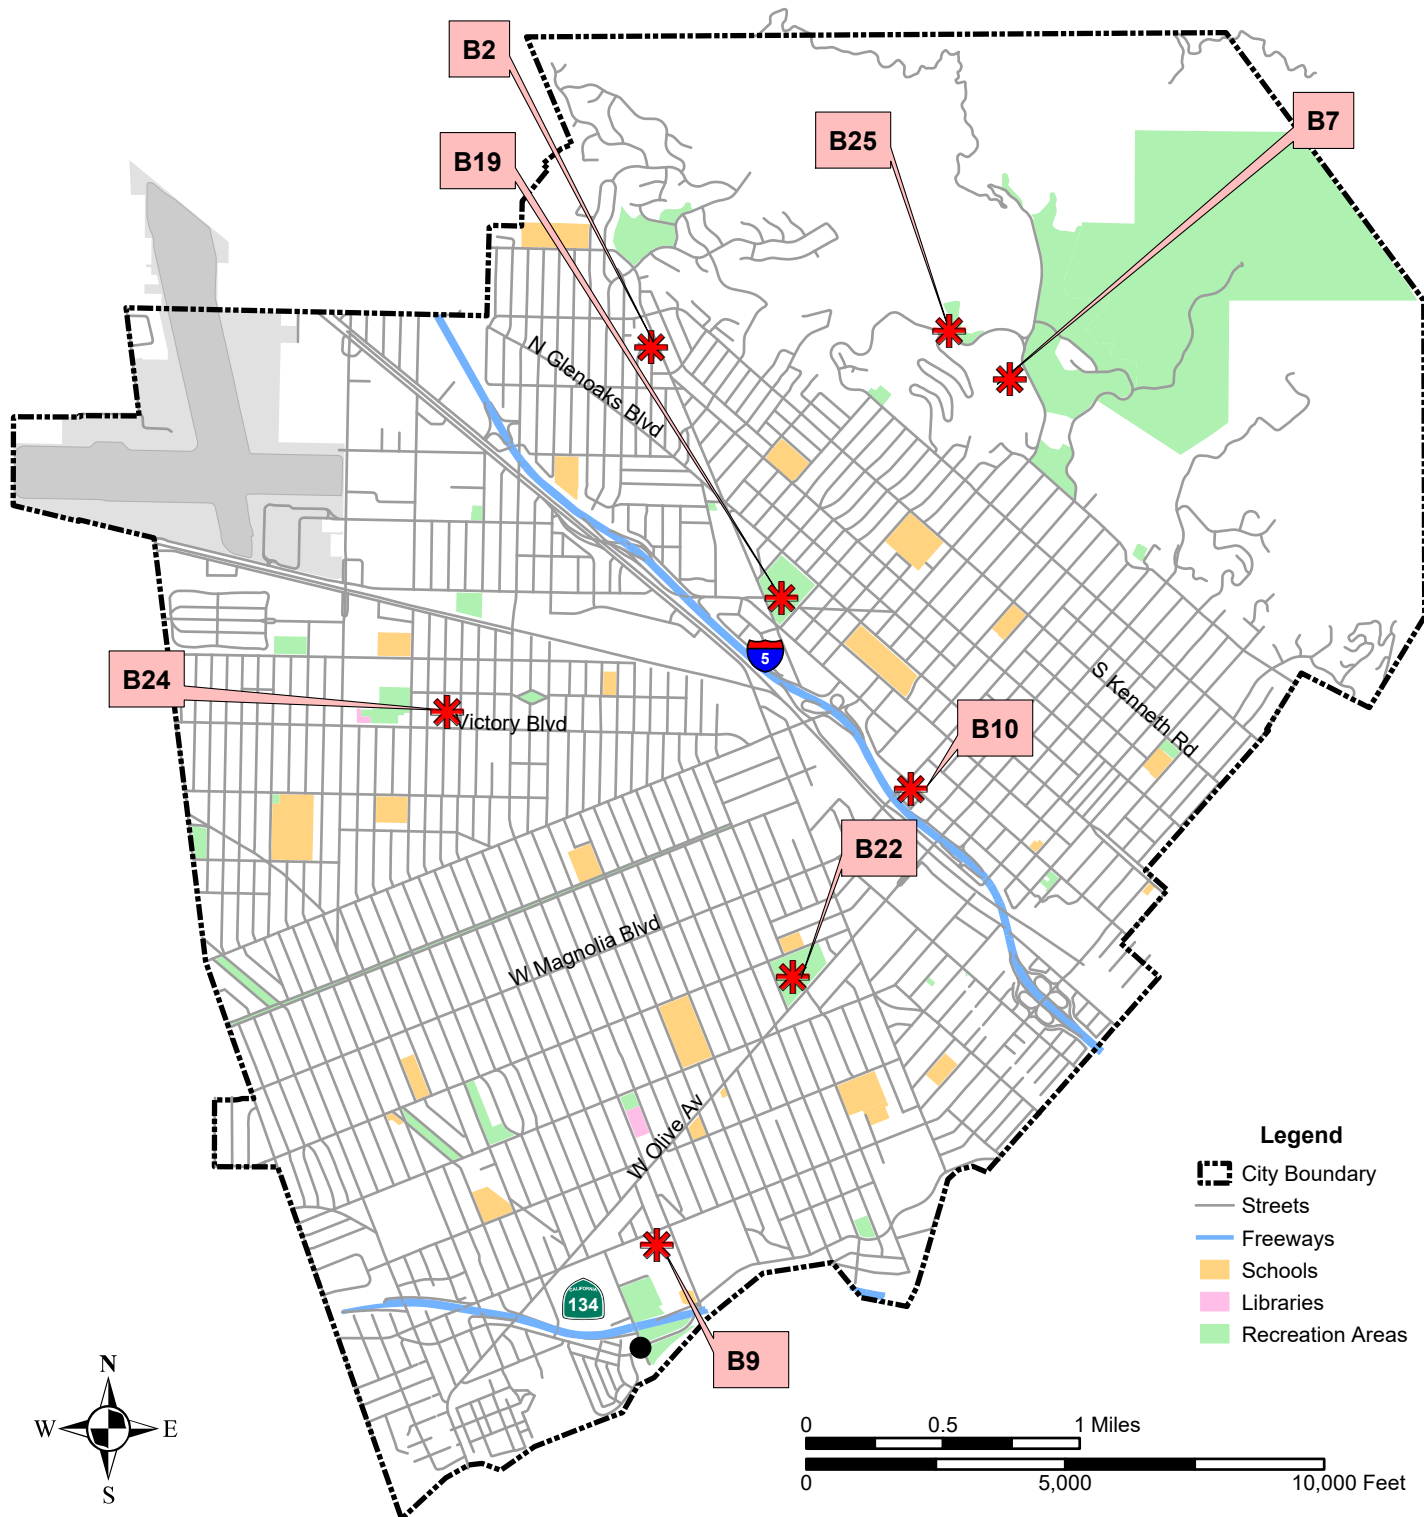 B2
B7
B25
B19
N Glenoaks Blvd
5
S Kenneth Rd
B24
Victory Blvd
B10
B22
W Magnolia Blvd
W Olive Av
CALIFORNIA
134
B9
Legend
City Boundary
Streets
Freeways
Schools
Libraries
Recreation Areas
N
W E
S
0 0.5 1 Miles
0 5,000 10,000 Feet